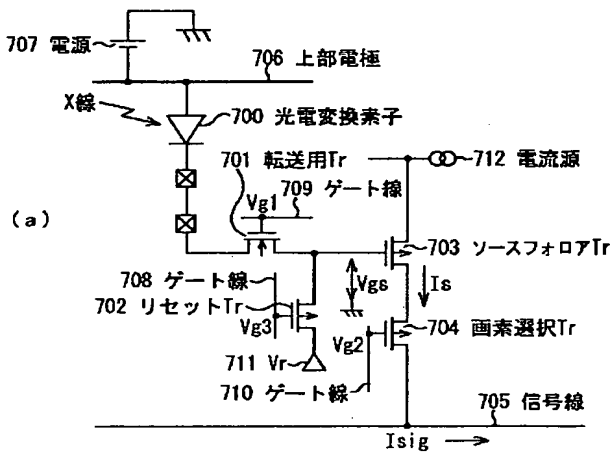 707 電源
706 上部電極
X線
700 光電変換素子
701 転送用Tr
712 電流源
709 ゲート線
Vg1
(a)
703 ソースフォロアTr
708 ゲート線
Vgs
Is
702 リセットTr
704 画素選択Tr
Vg3
Vg2
711 Vr
710 ゲート線
705 信号線
Isig